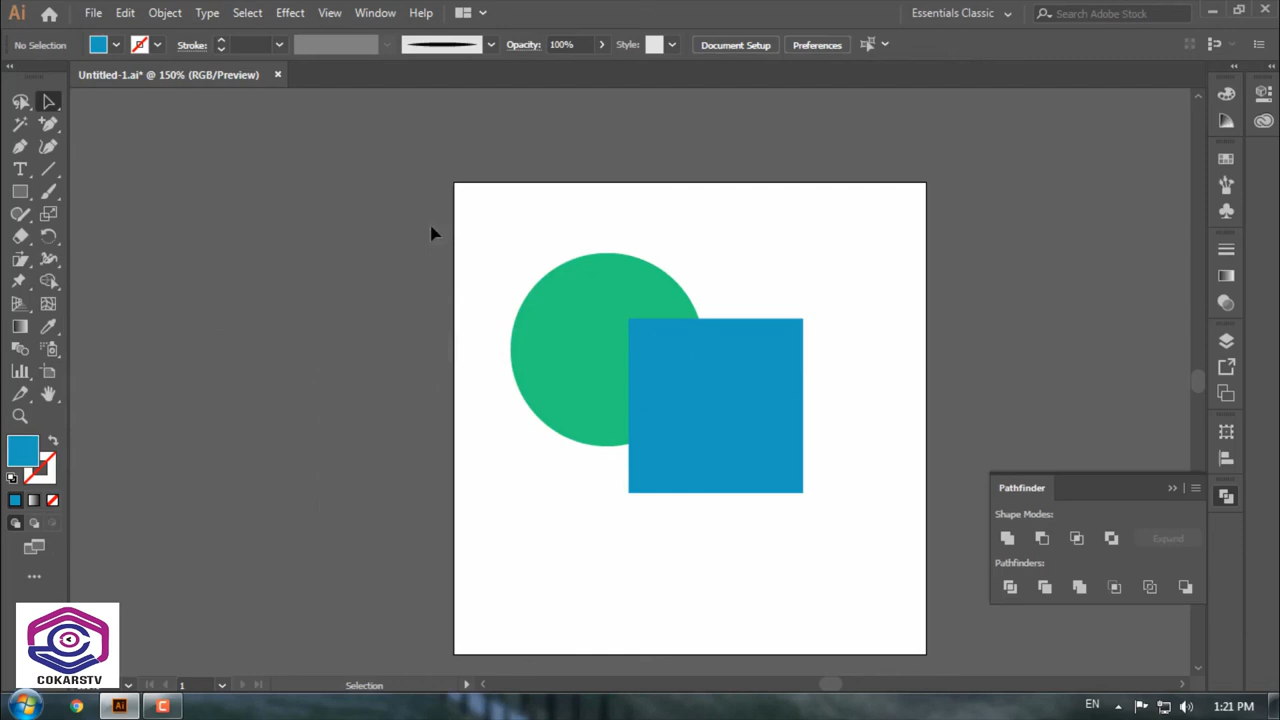 Ai File Edit Object Type Select Effect View Window Help Essentials Classic Search Adobe Stock
No Selection Stroke: Opacity: 100% Style: Document Setup Preferences
Untitled-1.ai* @ 150% (RGB/Preview)
Pathfinder
Shape Modes:
Expand
Pathfinders:
COKARSTV
1 Selection
Ai EN 1:21 PM